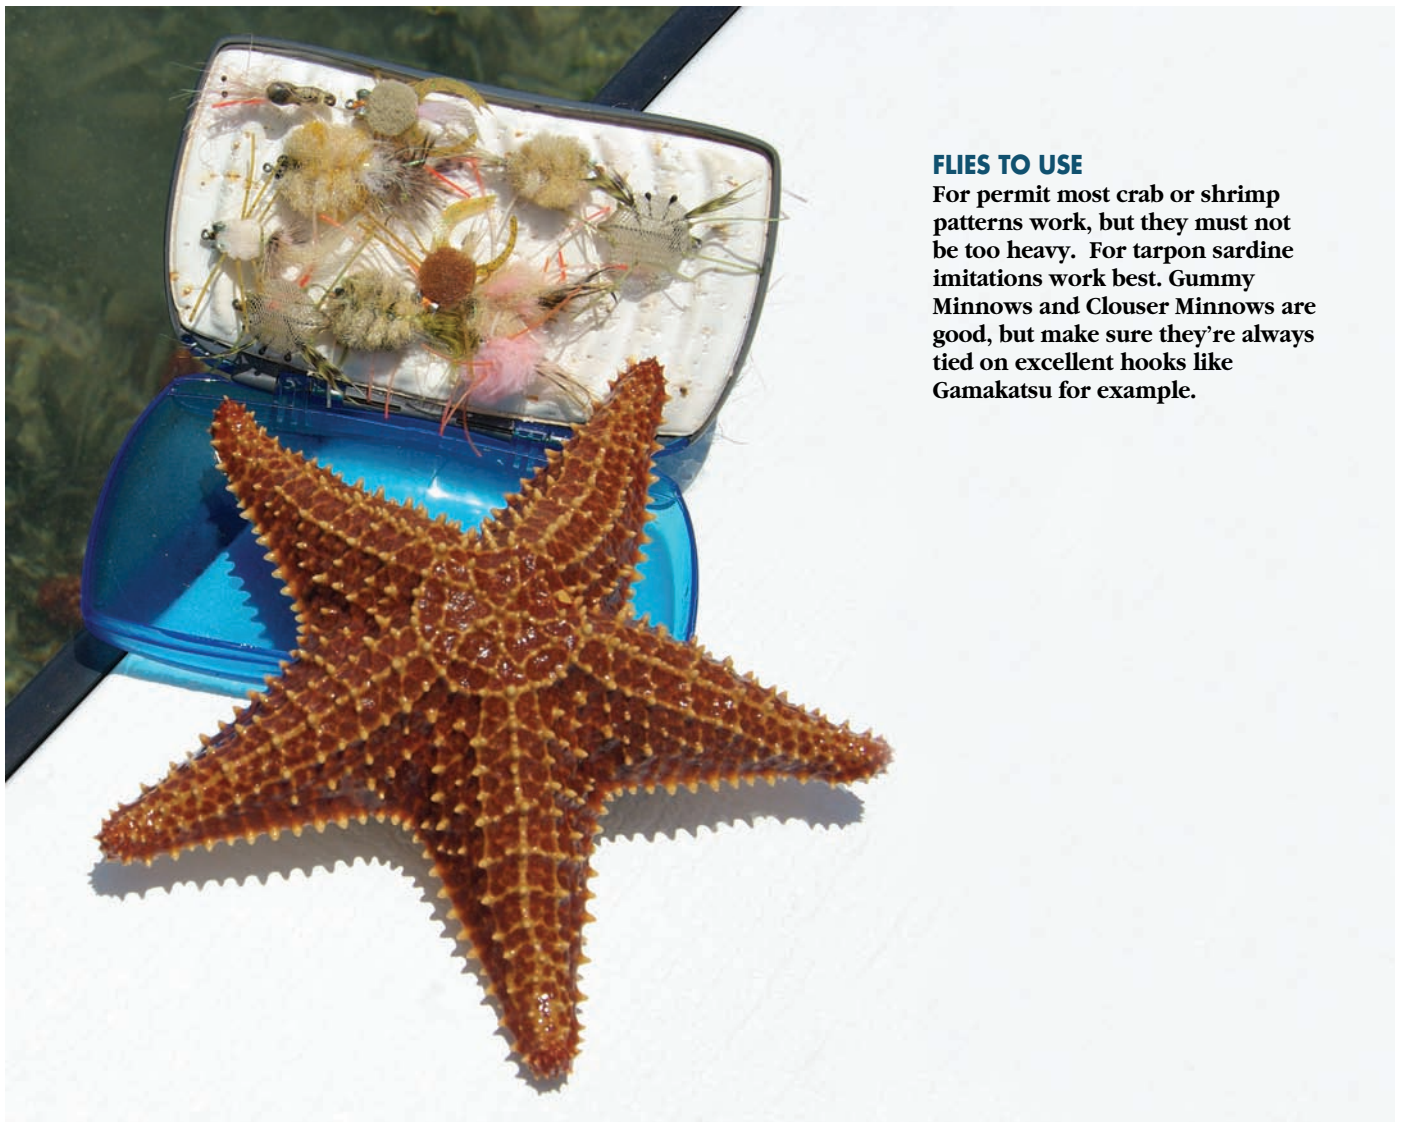 FLIES TO USE
For permit most crab or shrimp
patterns work, but they must not
be too heavy.  For tarpon sardine
imitations work best. Gummy
Minnows and Clouser Minnows are
good, but make sure they’re always
tied on excellent hooks like
Gamakatsu for example.